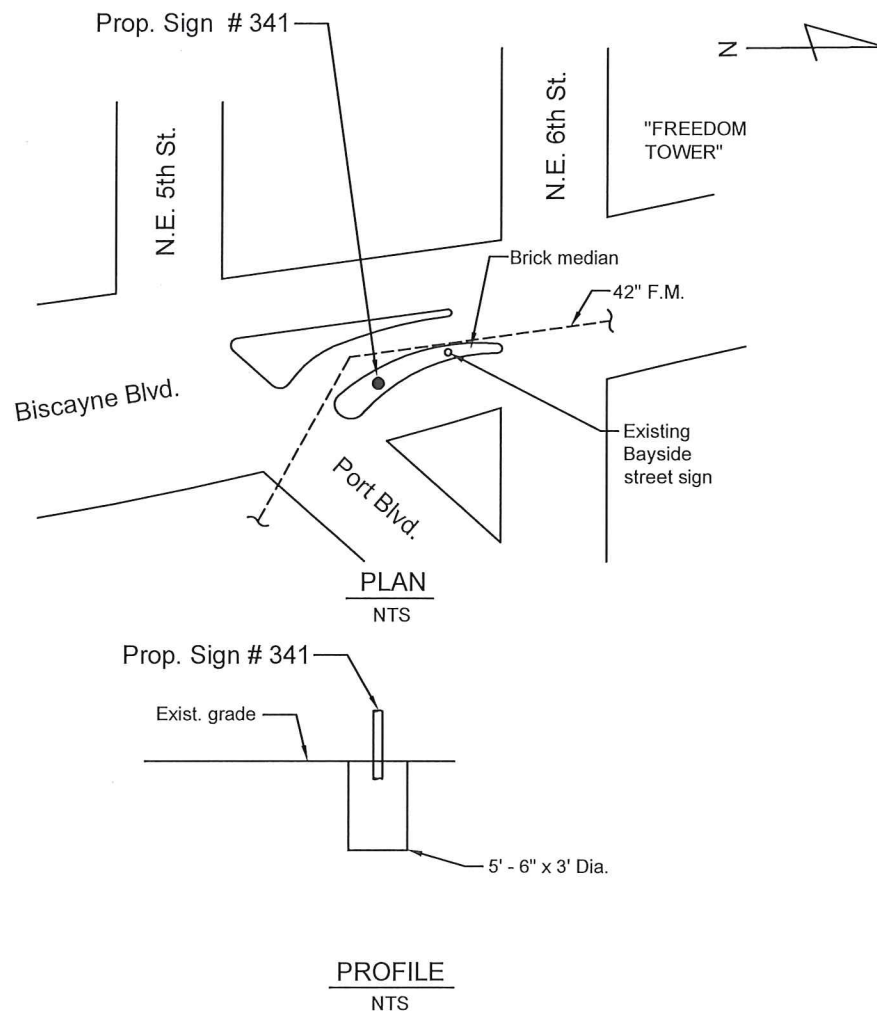 Prop. Sign # 341
N
N.E. 5th St.
N.E. 6th St.
"FREEDOM
TOWER"
Brick median
42" F.M.
Biscayne Blvd.
Existing
Bayside
street sign
Port Blvd.
PLAN
NTS
Prop. Sign # 341
Exist. grade
5' - 6" x 3' Dia.
PROFILE
NTS